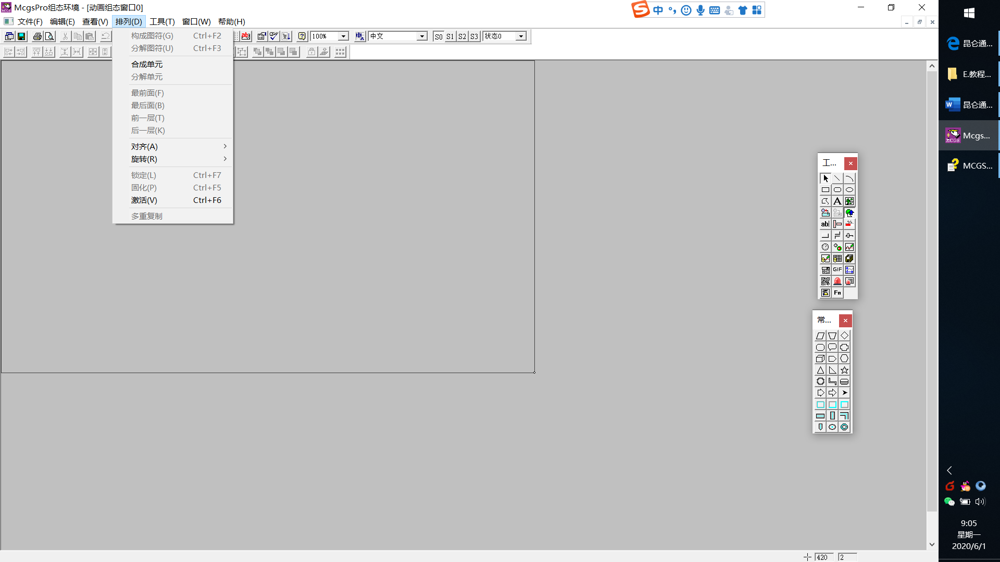 McgsPro组态环境 - [动画组态窗口0]
中
文件(F) 编辑(E) 查看(V) 排列(D) 工具(T) 窗口(W) 帮助(H)
abl 100% 中文 S0 S1 S2 S3 状态0
构成图符(G) Ctrl+F2
分解图符(U) Ctrl+F3
合成单元
分解单元
最前面(F)
最后面(B)
前一层(T)
后一层(K)
对齐(A)
旋转(R)
锁定(L) Ctrl+F7
固化(P) Ctrl+F5
激活(V) Ctrl+F6
多重复制
工...
A
ab|
GIF
Fn
常...
昆仑通...
E.教程...
昆仑通...
Mcgs...
MCGS...
9:05
星期一
2020/6/1
420 2